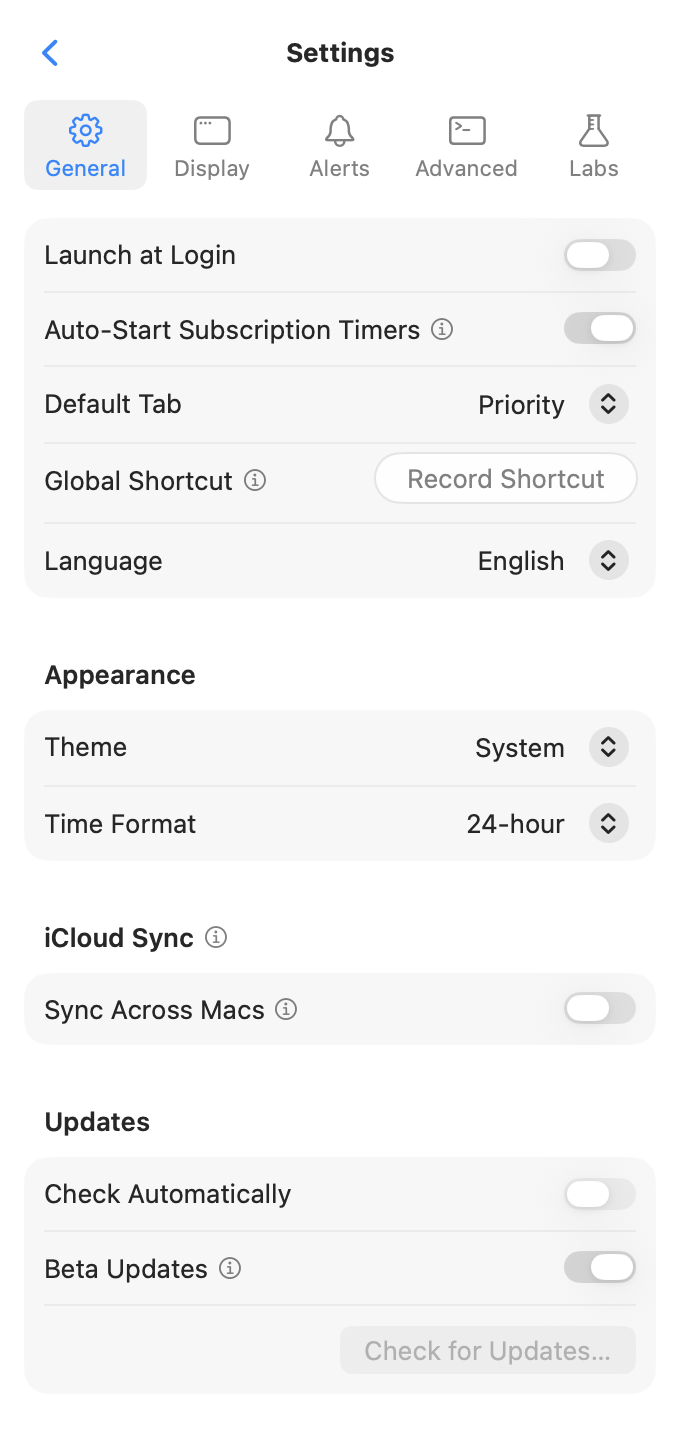 Settings
General
Display
Alerts
Advanced
Labs
Launch at Login
Auto-Start Subscription Timers
Default Tab Priority
Global Shortcut Record Shortcut
Language English
Appearance
Theme System
Time Format 24-hour
iCloud Sync
Sync Across Macs
Updates
Check Automatically
Beta Updates
Check for Updates...